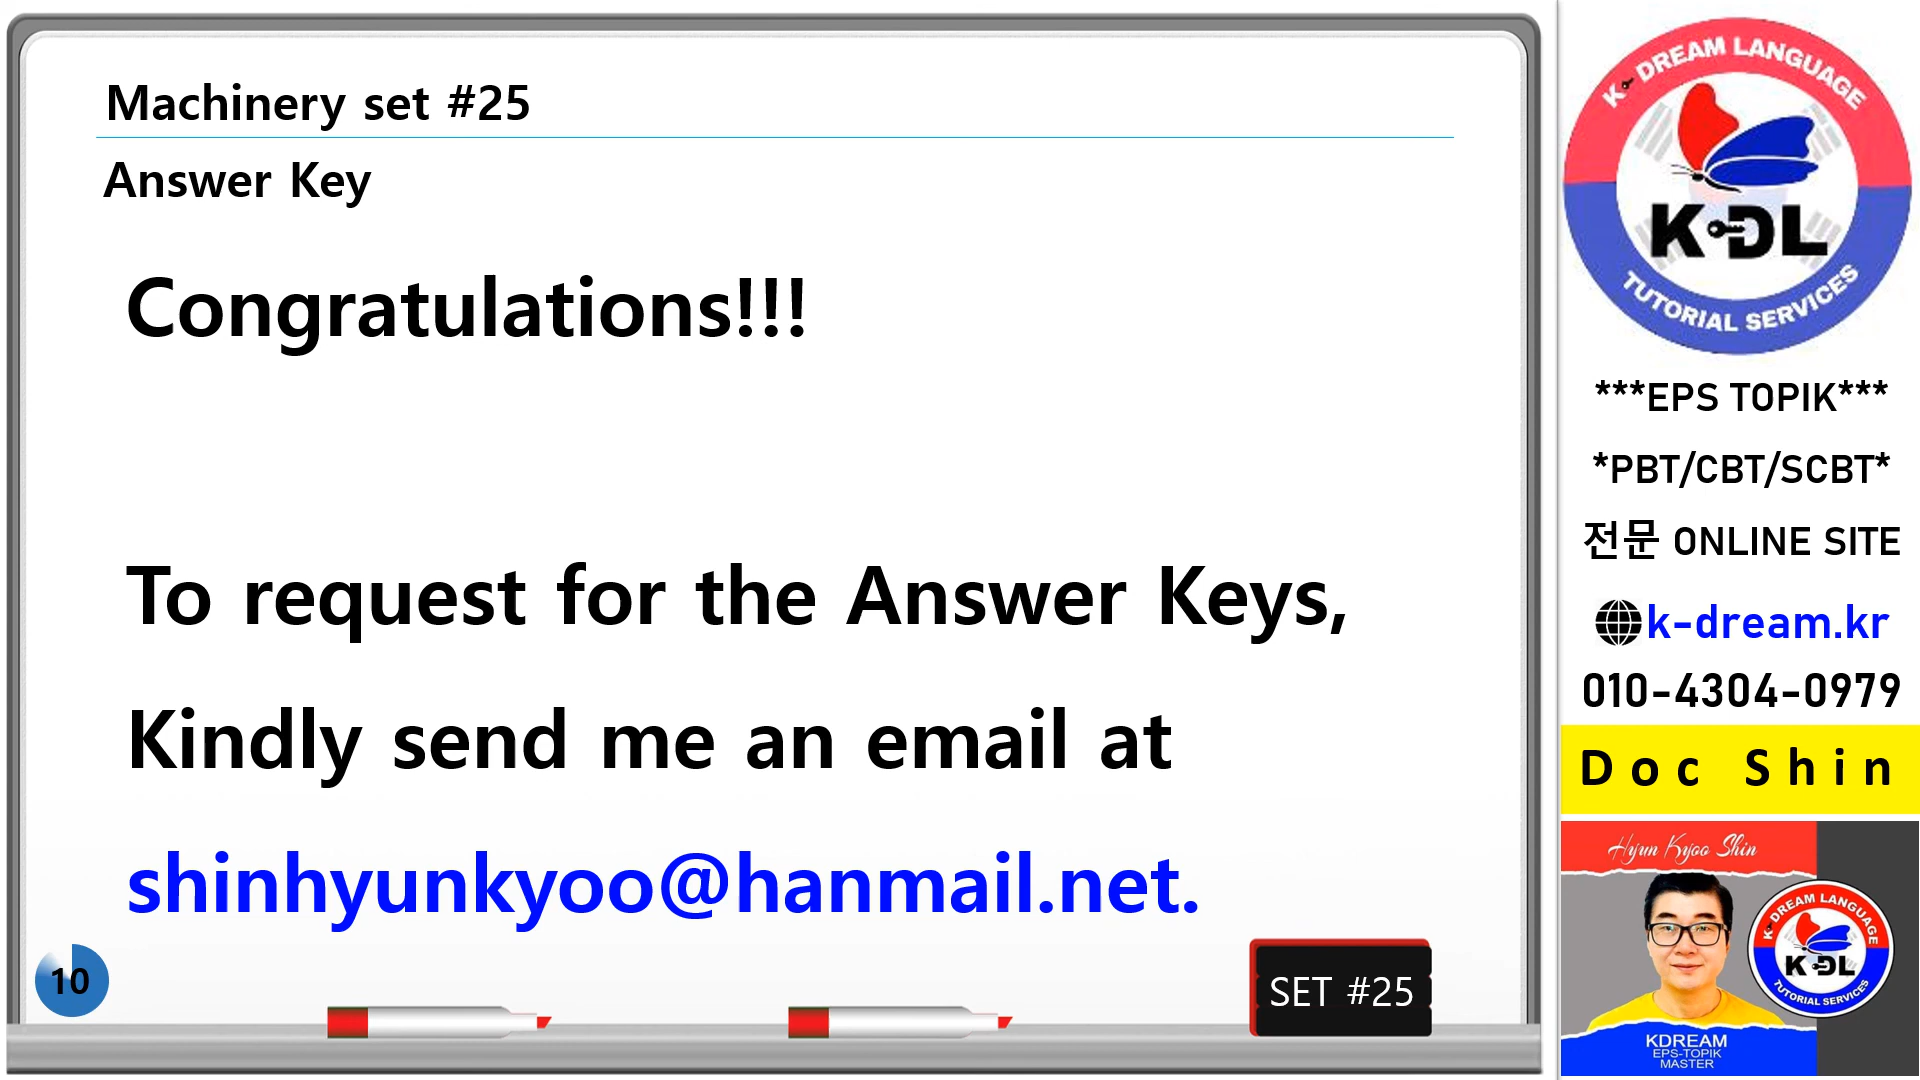 Machinery set #25
Answer Key
Congratulations!!!
To request for the Answer Keys,
Kindly send me an email at
shinhyunkyoo@hanmail.net.
10
SET #25
K DREAM LANGUAGE
K DL
TUTORIAL SERVICES
***EPS TOPIK***
*PBT/CBT/SCBT*
전문 ONLINE SITE
k-dream.kr
010-4304-0979
Doc Shin
Hyun Kyoo Shin
K DREAM LANGUAGE
K DL
TUTORIAL SERVICES
KDREAM
EPS-TOPIK
MASTER